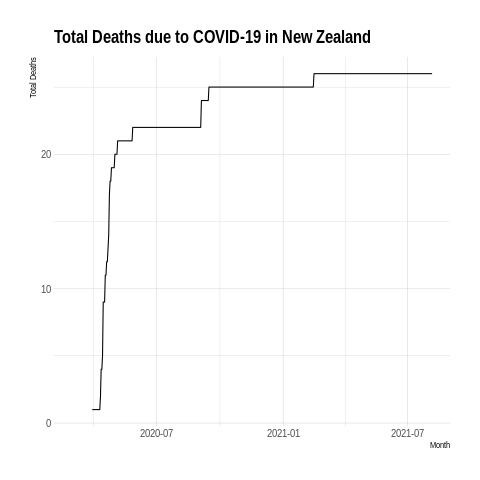 Total Deaths due to COVID-19 in New Zealand
Total Deaths
20
10
0
2020-07
2021-01
2021-07
Month